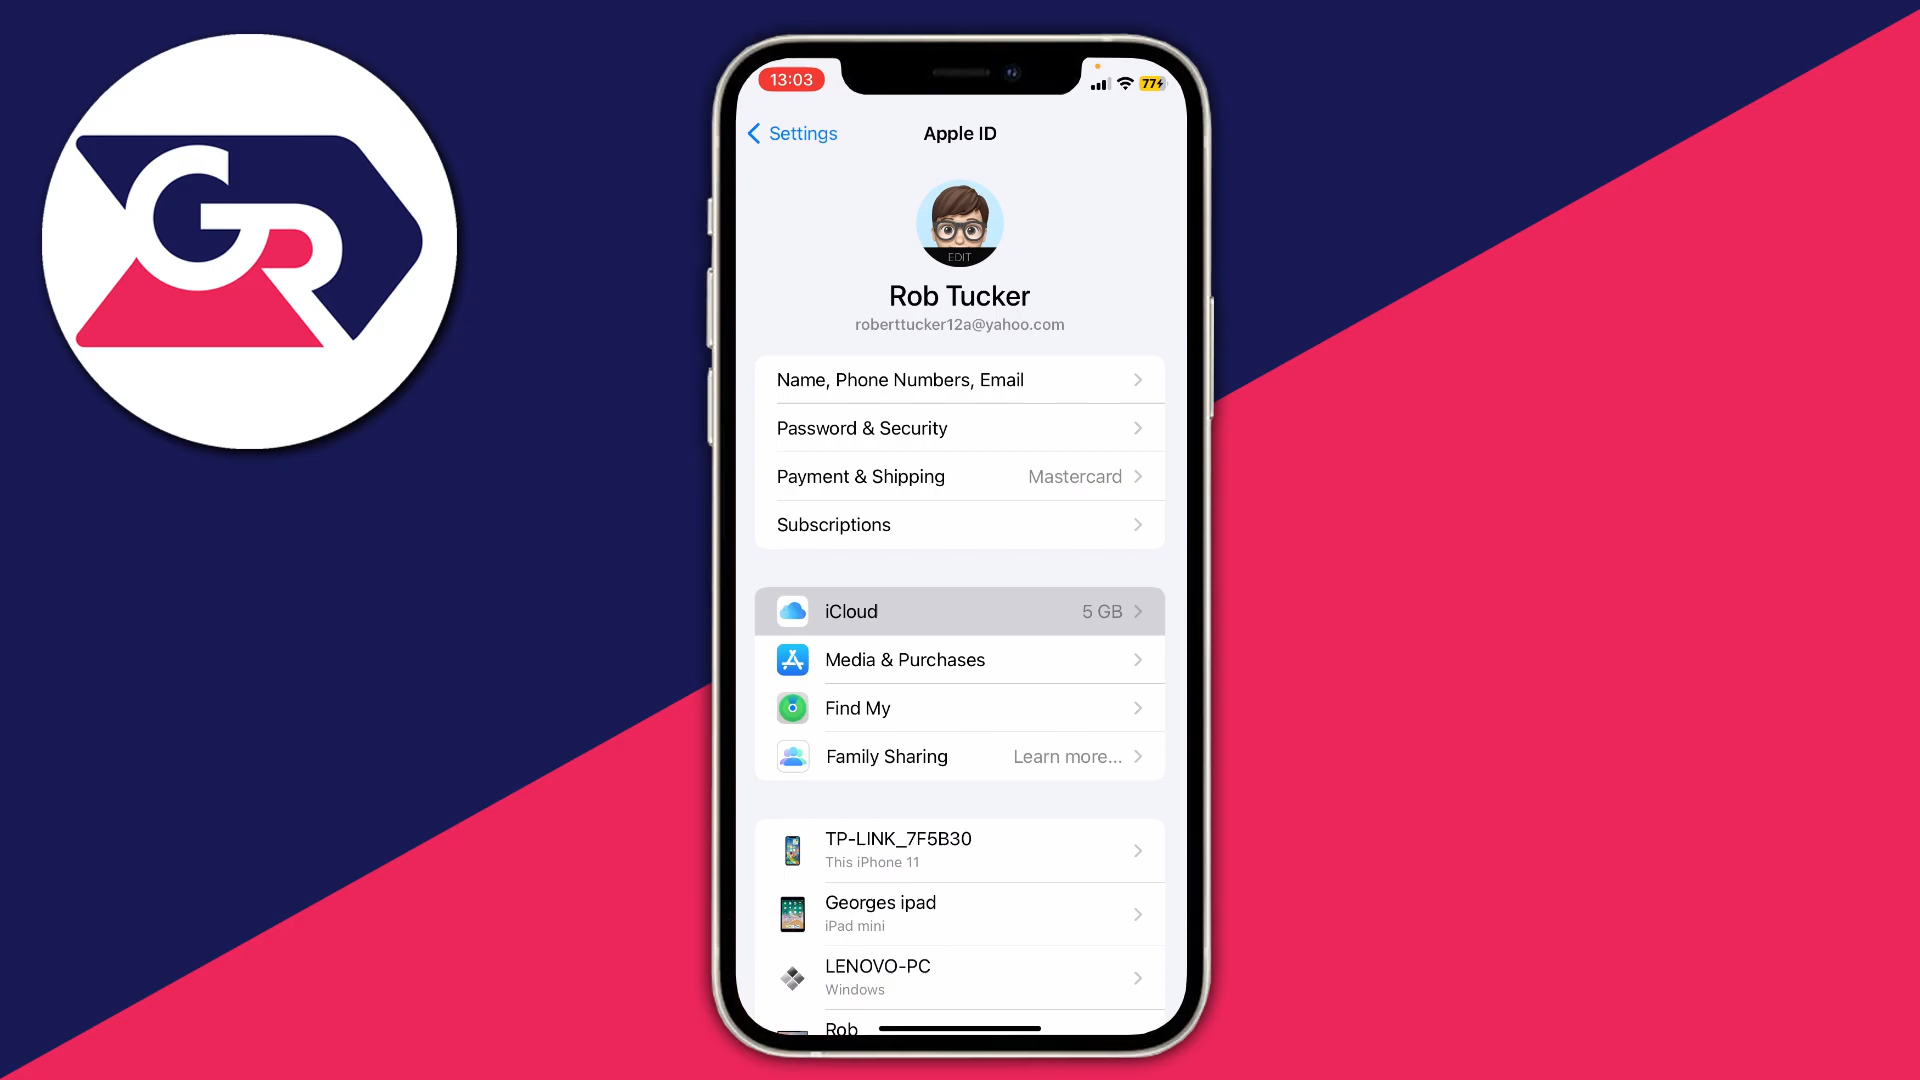 GR
13:03
77
Settings
Apple ID
EDIT
Rob Tucker
roberttucker12a@yahoo.com
Name, Phone Numbers, Email
Password & Security
Payment & Shipping Mastercard
Subscriptions
iCloud 5 GB
Media & Purchases
Find My
Family Sharing Learn more...
TP-LINK_7F5B30
This iPhone 11
Georges ipad
iPad mini
LENOVO-PC
Windows
Rob